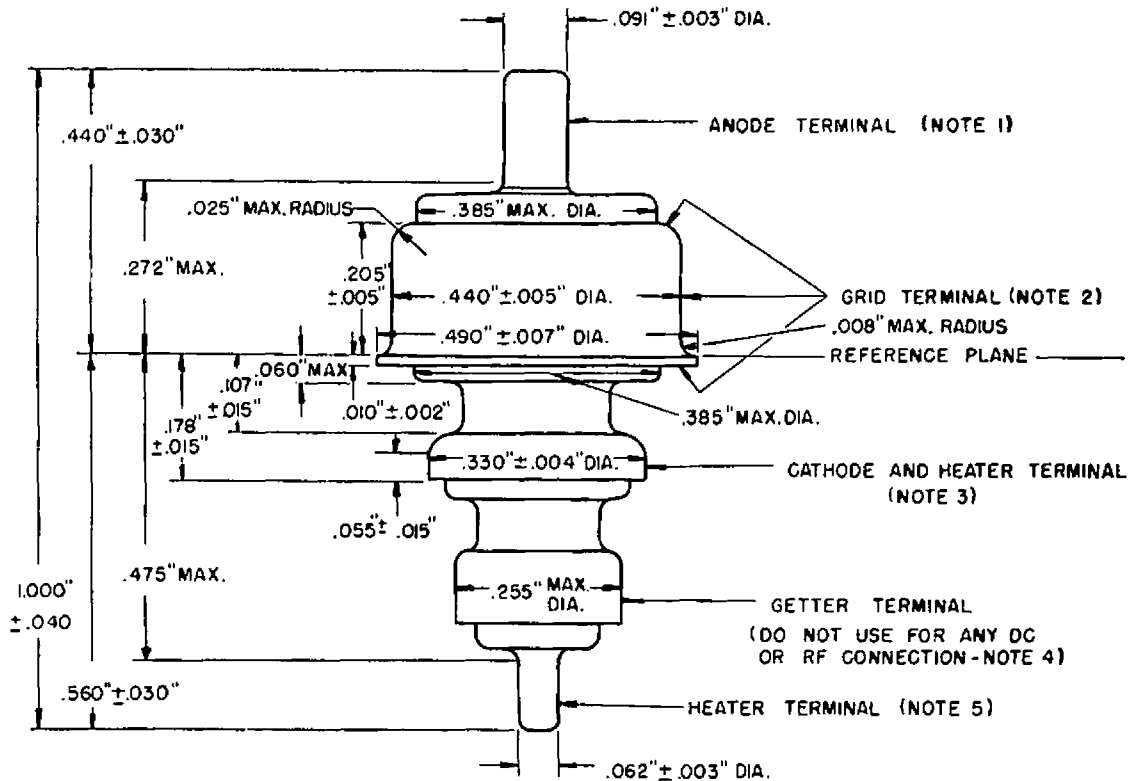 .091"±.003" DIA.
.440"±.030"
ANODE TERMINAL (NOTE 1)
.025" MAX. RADIUS
.385" MAX. DIA.
.272" MAX.
.205"
±.005"
.440"±.005" DIA.
GRID TERMINAL (NOTE 2)
.490"±.007" DIA.
.008" MAX. RADIUS
REFERENCE PLANE
.060" MAX
.107"
±.015"
.178"
±.015"
.010"±.002"
.385" MAX. DIA.
.330"±.004" DIA.
CATHODE AND HEATER TERMINAL
(NOTE 3)
.055"± .015"
.475" MAX.
1.000"
±.040
.255" MAX.
DIA.
GETTER TERMINAL
(DO NOT USE FOR ANY DC
OR RF CONNECTION-NOTE 4)
.560"±.030"
HEATER TERMINAL (NOTE 5)
.062"±.003" DIA.